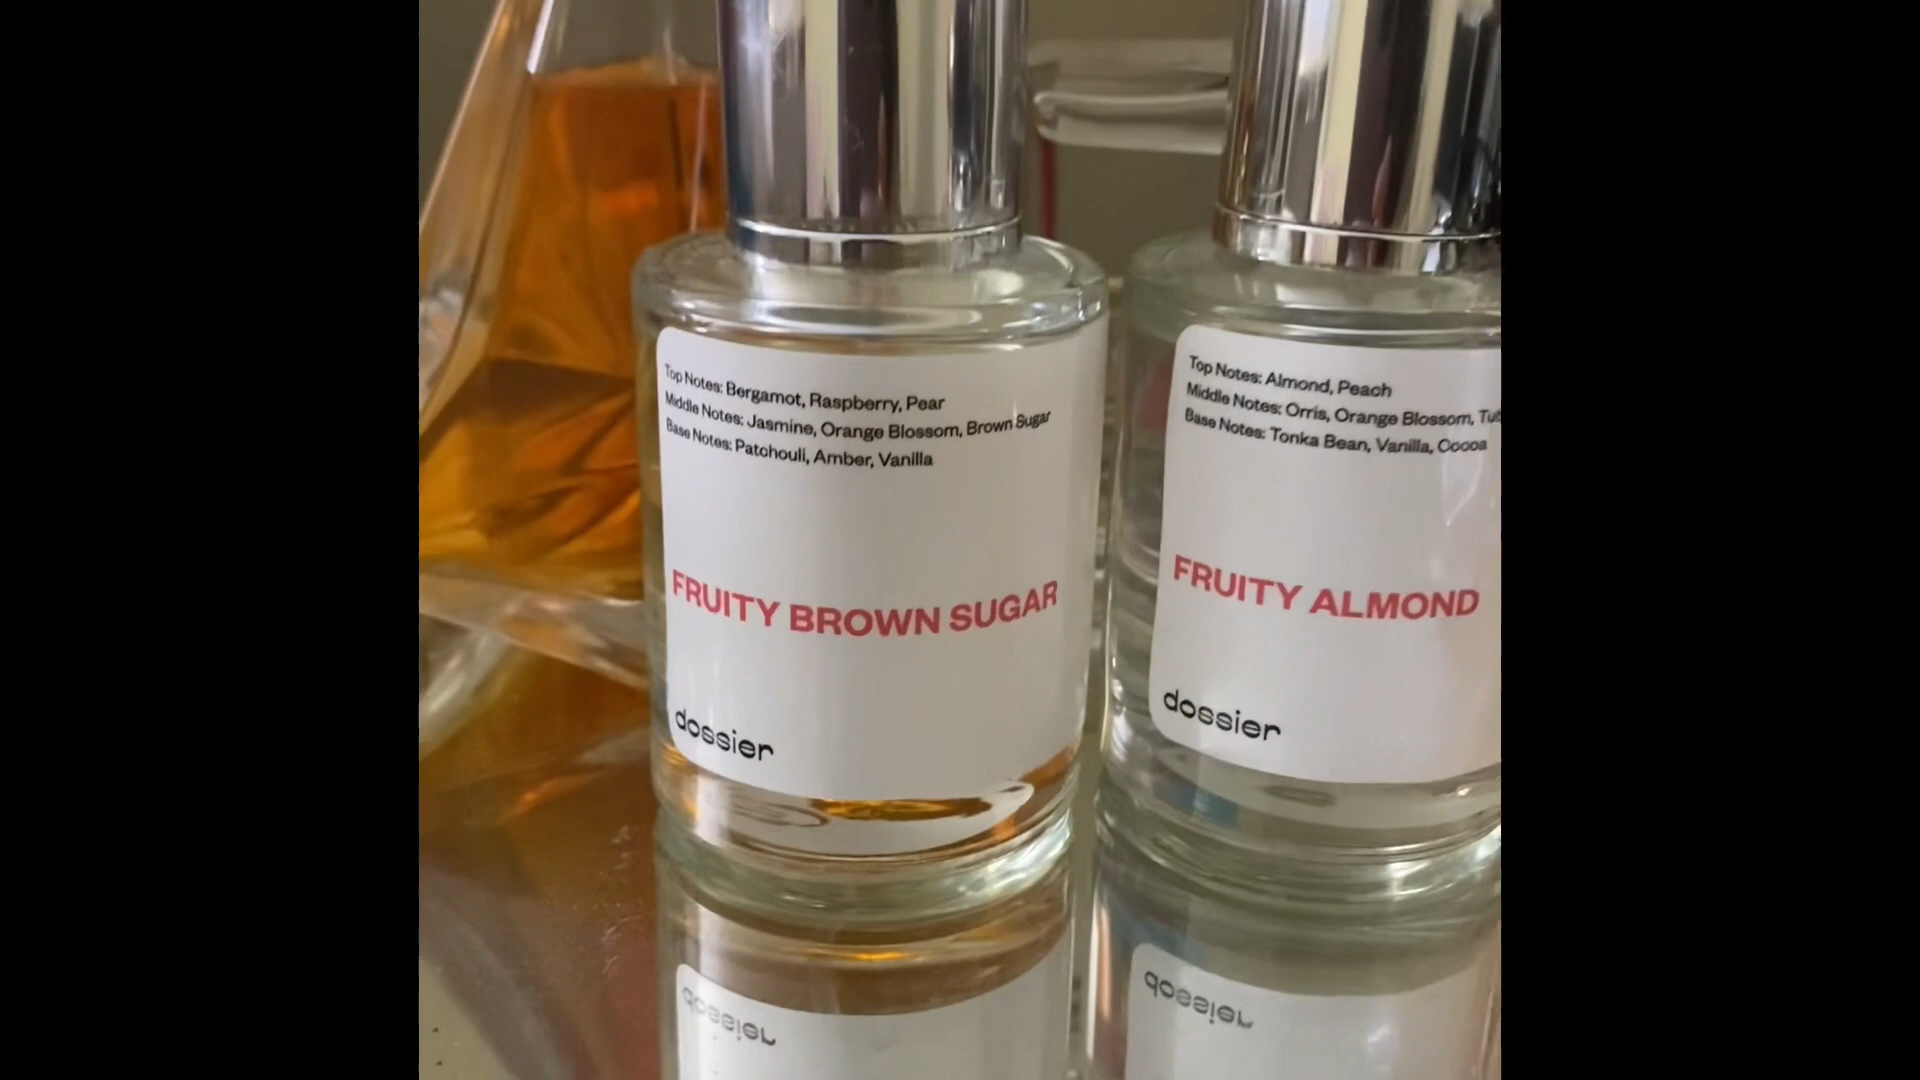 Top Notes: Bergamot, Raspberry, Pear
Middle Notes: Jasmine, Orange Blossom, Brown Sugar
Base Notes: Patchouli, Amber, Vanilla
FRUITY BROWN SUGAR
dossier
Top Notes: Almond, Peach
Middle Notes: Orris, Orange Blossom,
Base Notes: Tonka Bean, Vanilla, Cocoa
FRUITY ALMOND
dossier
dossier
dossier